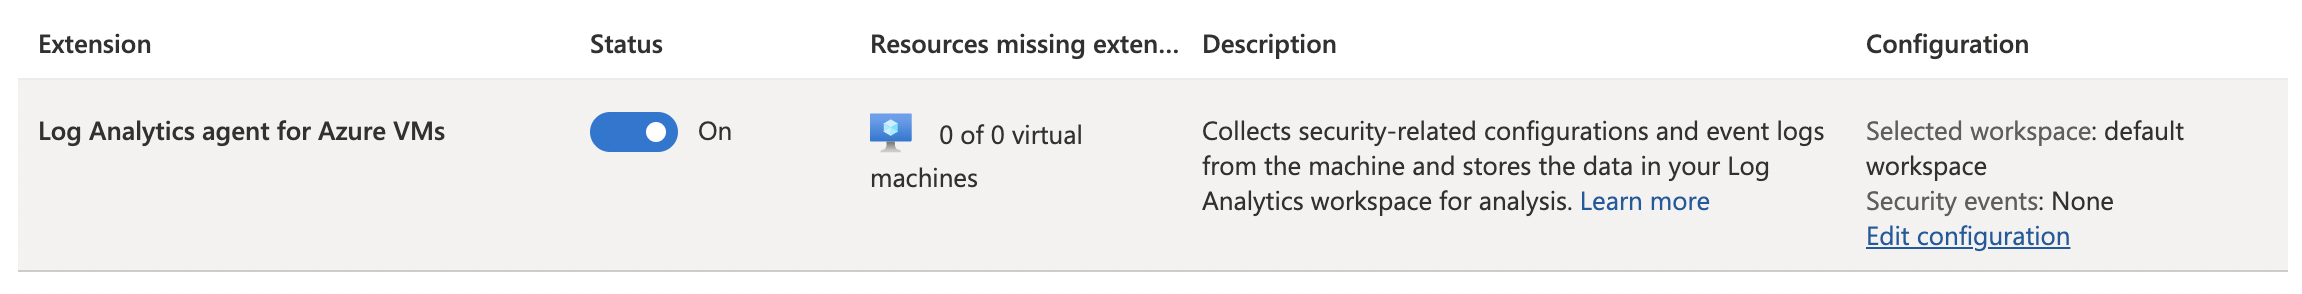 Extension Status Resources missing exten... Description Configuration
Log Analytics agent for Azure VMs
On
0 of 0 virtual
machines
Collects security-related configurations and event logs
from the machine and stores the data in your Log
Analytics workspace for analysis. Learn more
Selected workspace: default
workspace
Security events: None
Edit configuration